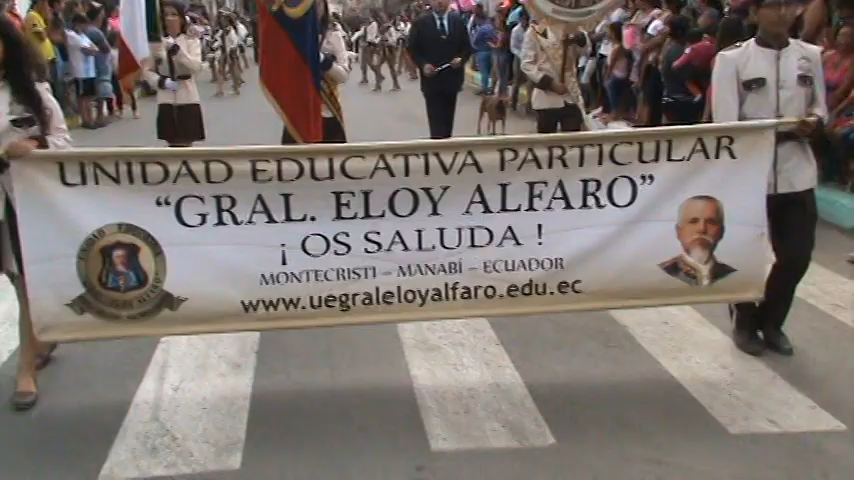 UNIDAD EDUCATIVA PARTICULAR
“GRAL. ELOY ALFARO”
¡ OS SALUDA !
MONTECRISTI – MANABÍ – ECUADOR
www.uegraleloyalfaro.edu.ec